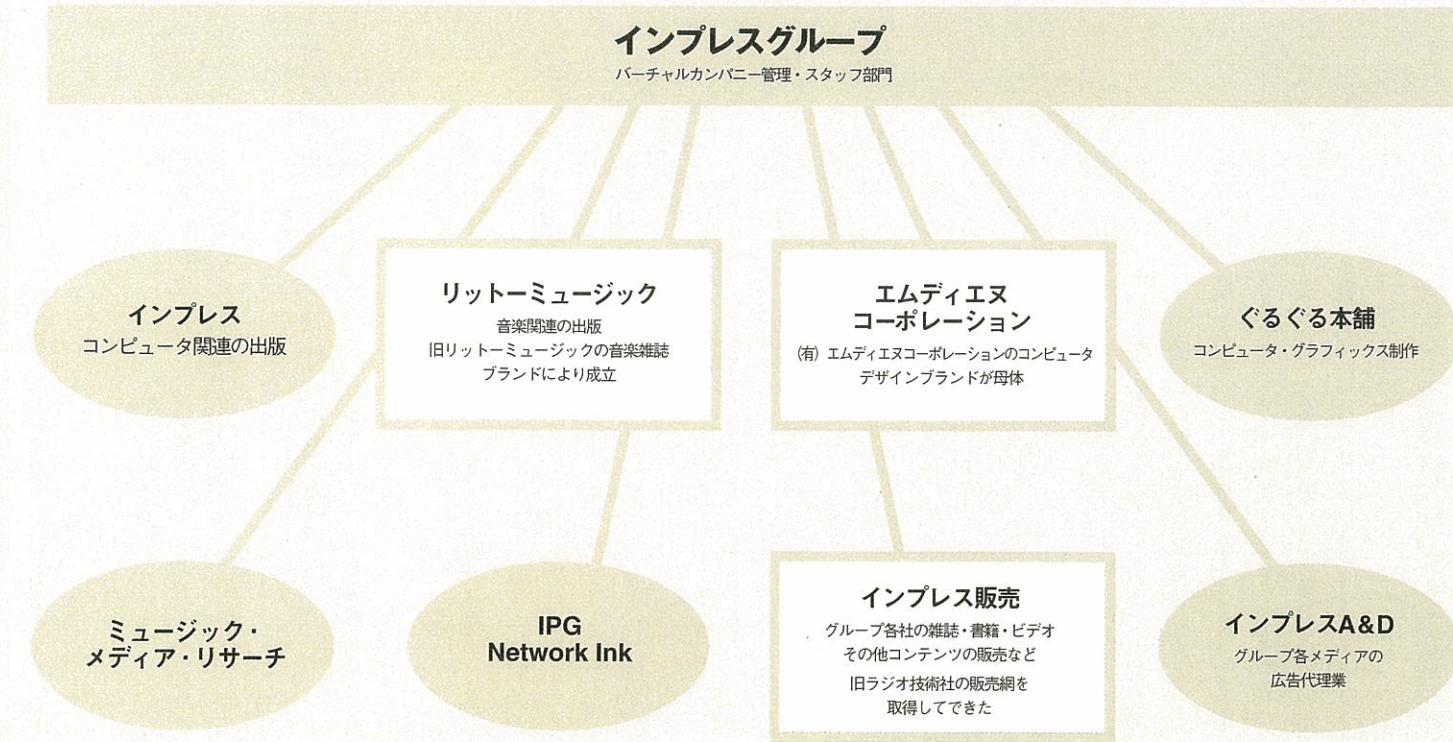 インプレスグループ
バーチャルカンパニー管理・スタッフ部門
インプレス
コンピュータ関連の出版
リットーミュージック
音楽関連の出版
旧リットーミュージックの音楽雑誌
ブランドにより成立
エムディエヌ
コーポレーション
(有) エムディエヌコーポレーションのコンピュータ
デザインブランドが母体
ぐるぐる本舗
コンピュータ・グラフィックス制作
ミュージック・
メディア・リサーチ
IPG
Network Ink
インプレス販売
グループ各社の雑誌・書籍・ビデオ
その他コンテンツの販売など
旧ラジオ技術社の販売網を
取得してできた
インプレスA&D
グループ各メディアの
広告代理業